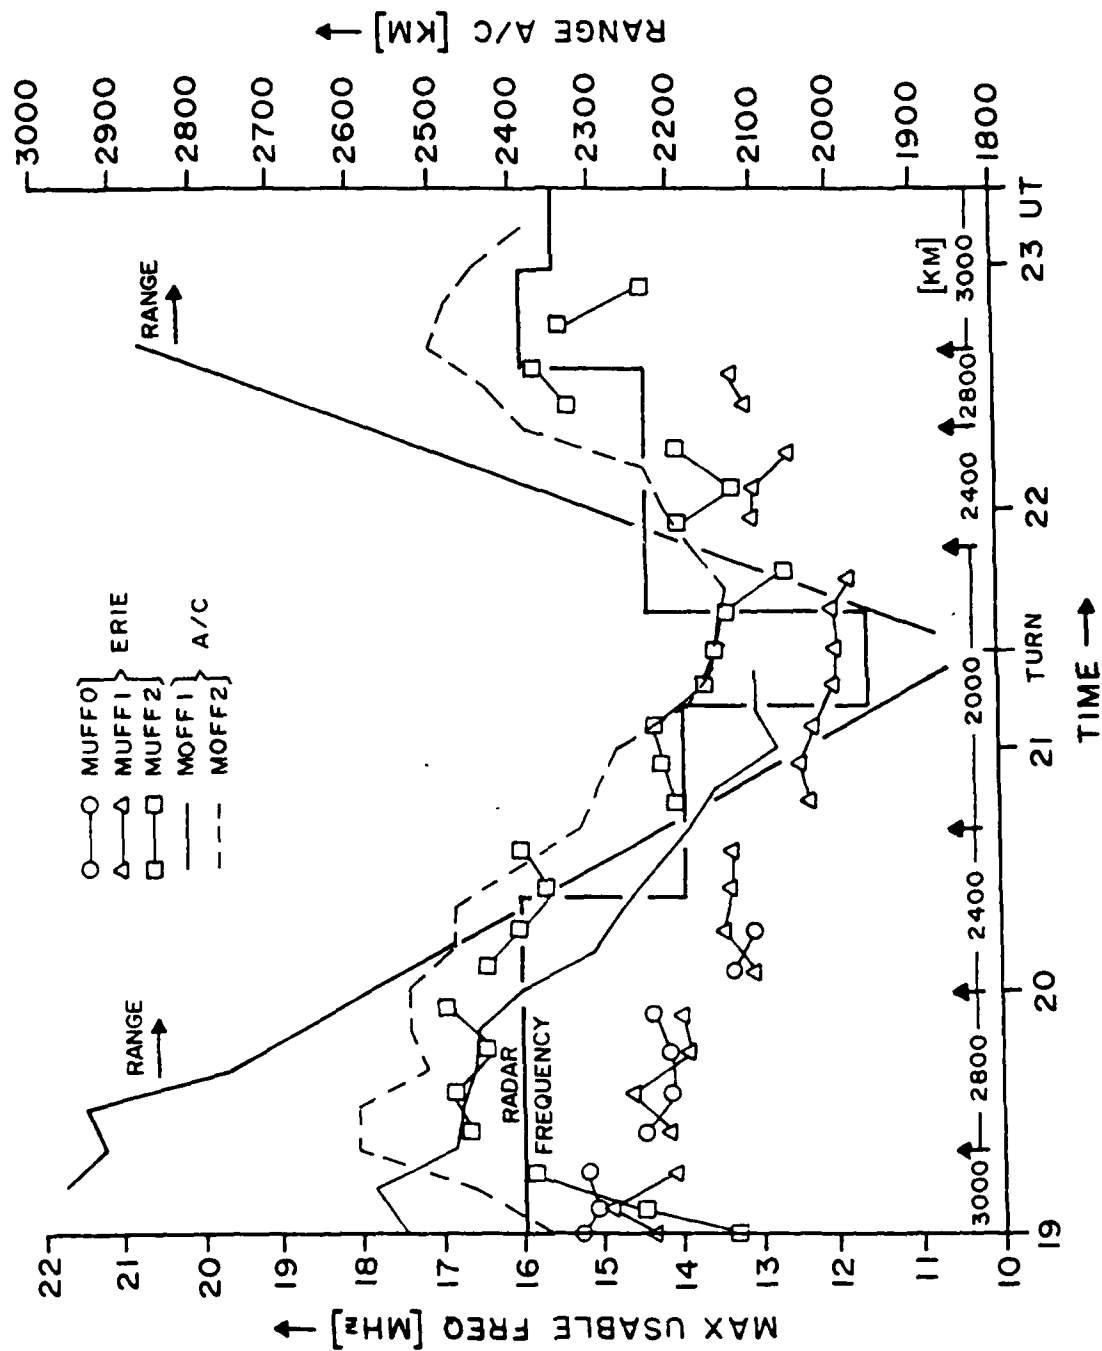 MAX USABLE FREQ [MHz]
22
21
20
19
18
17
16
15
14
13
12
11
10
RANGE
RANGE
MUFF0
MUFF1
MUFF2
ERIE
MOFF1
MOFF2
A/C
RADAR
FREQUENCY
3000 2800 2400 2000 2400 2800 3000
[KM]
19 20 21 TURN 22 23 UT
TIME
3000
2900
2800
2700
2600
2500
2400
2300
2200
2100
2000
1900
1800
RANGE A/C [KM]